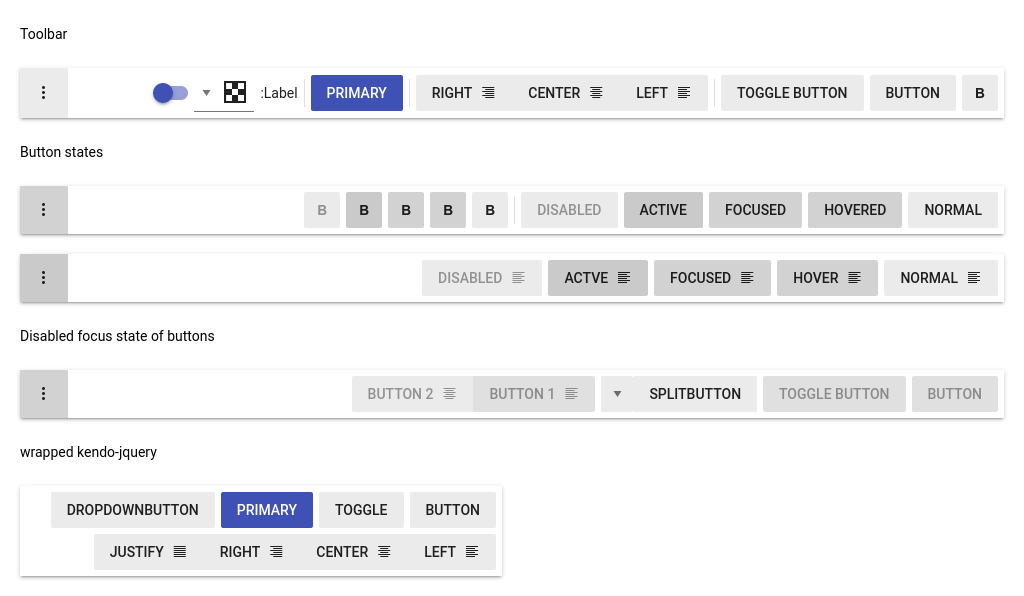 Toolbar
:Label PRIMARY RIGHT CENTER LEFT TOGGLE BUTTON BUTTON B
Button states
B B B B B DISABLED ACTIVE FOCUSED HOVERED NORMAL
DISABLED ACTVE FOCUSED HOVER NORMAL
Disabled focus state of buttons
BUTTON 2 BUTTON 1 SPLITBUTTON TOGGLE BUTTON BUTTON
wrapped kendo-jquery
DROPDOWNBUTTON PRIMARY TOGGLE BUTTON
JUSTIFY RIGHT CENTER LEFT